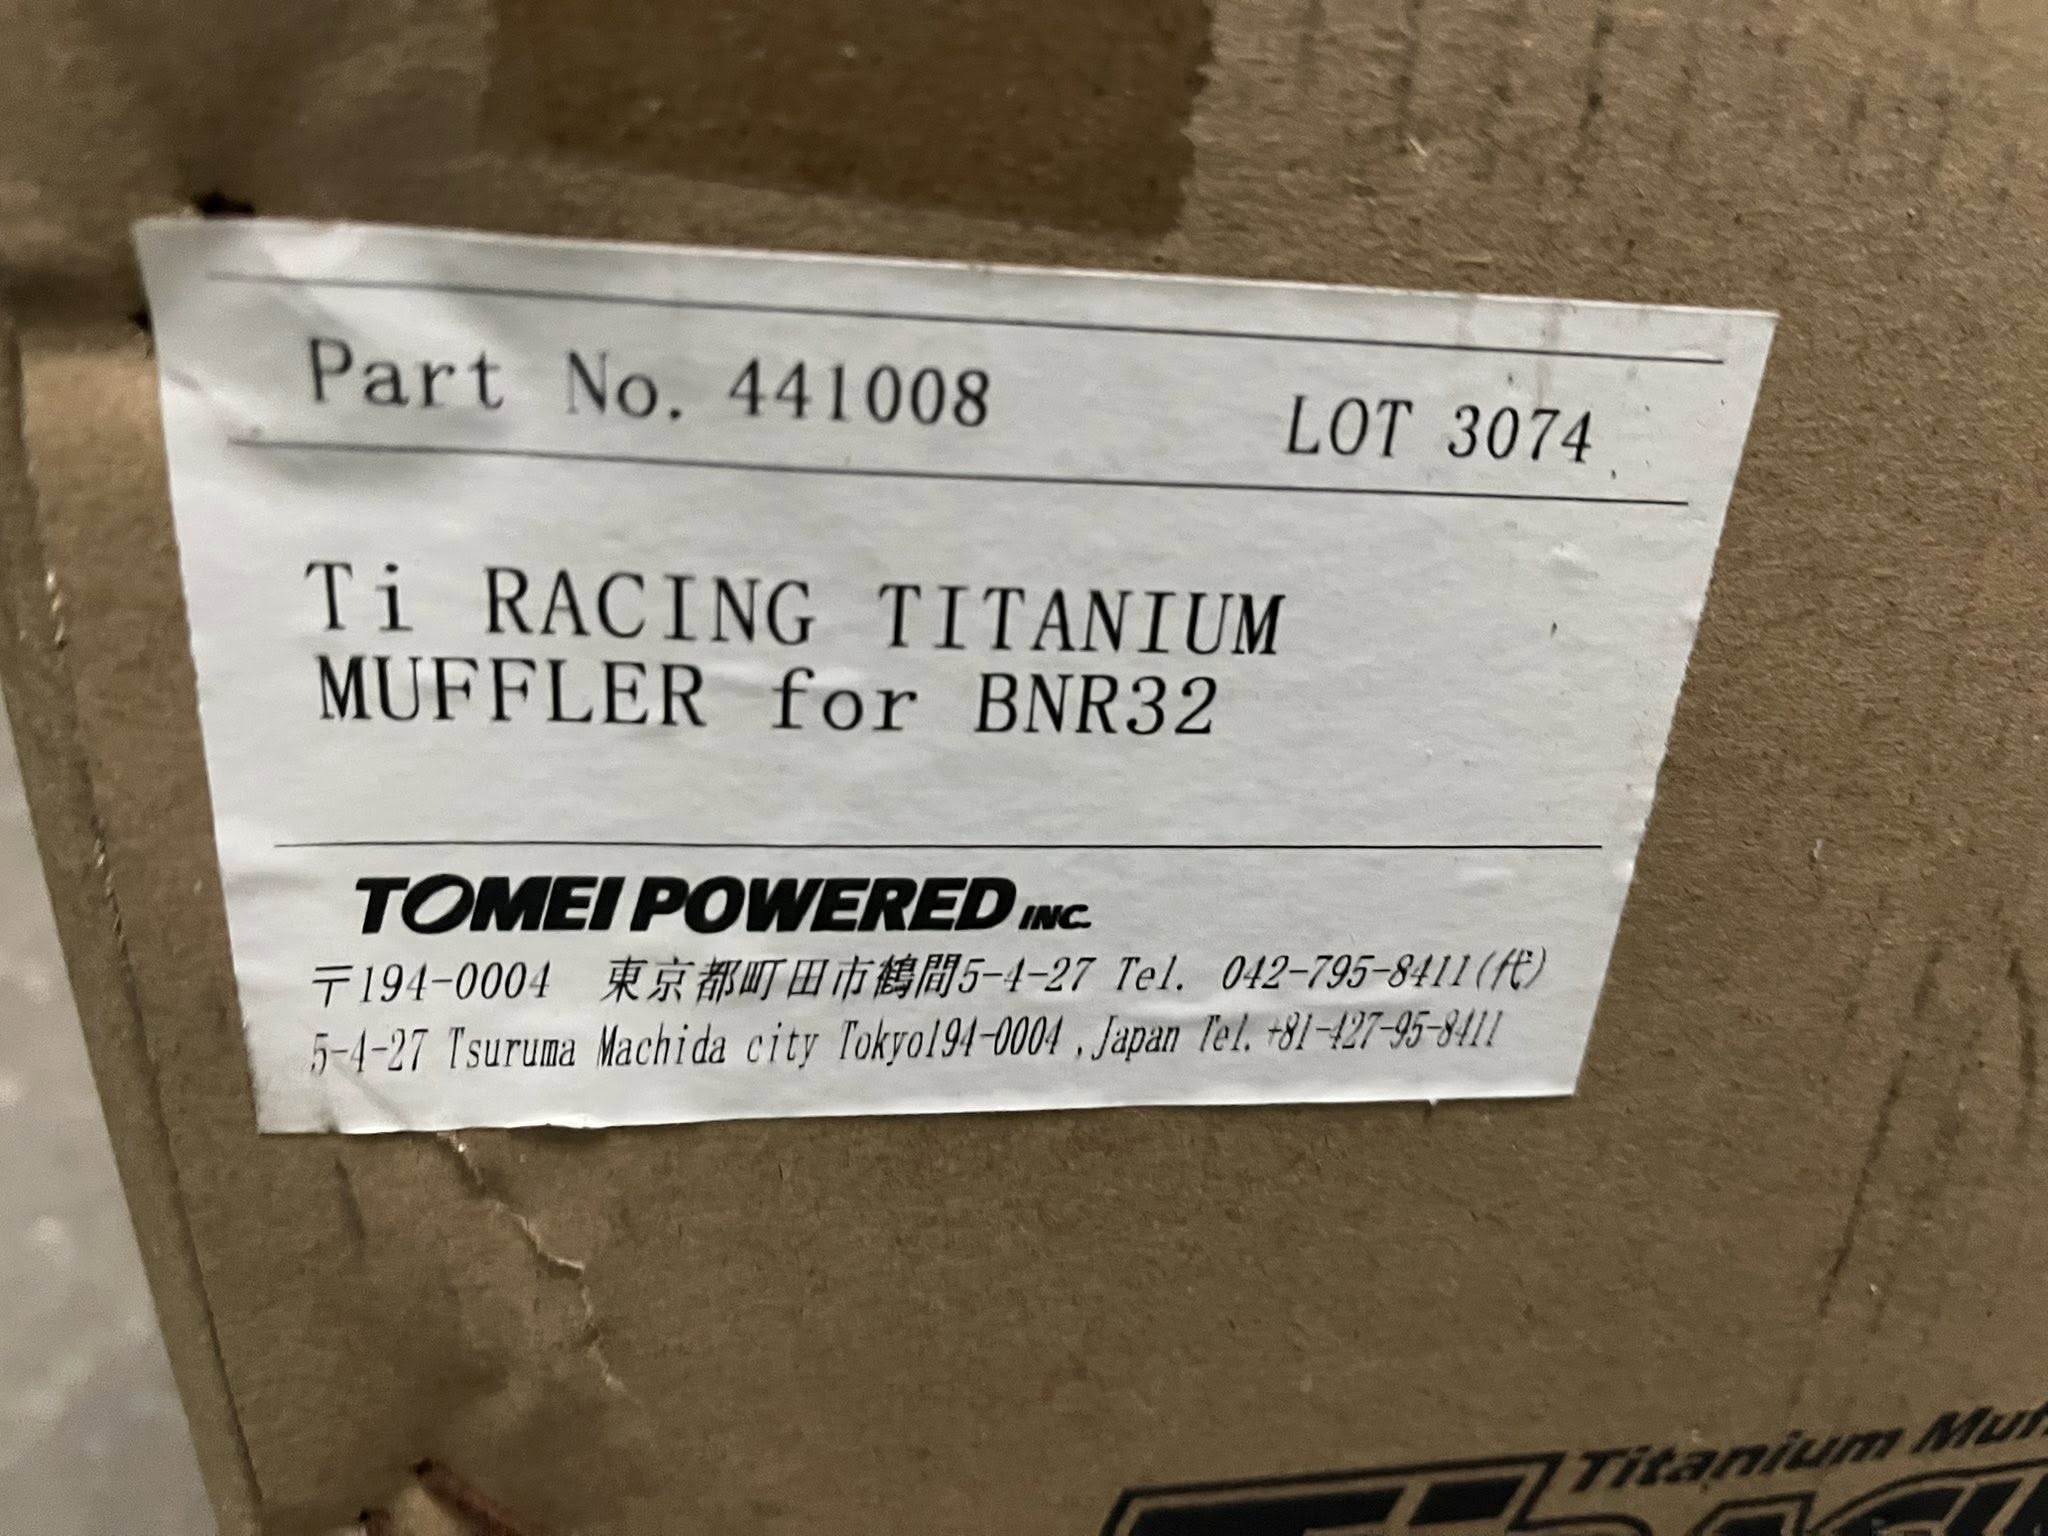 Part No. 441008 LOT 3074
Ti RACING TITANIUM
MUFFLER for BNR32
TOMEI POWERED INC.
〒194-0004 東京都町田市鶴間5-4-27 Tel. 042-795-8411(代)
5-4-27 Tsuruma Machida city Tokyo194-0004 ,Japan Tel. +81-427-95-8411
Titanium